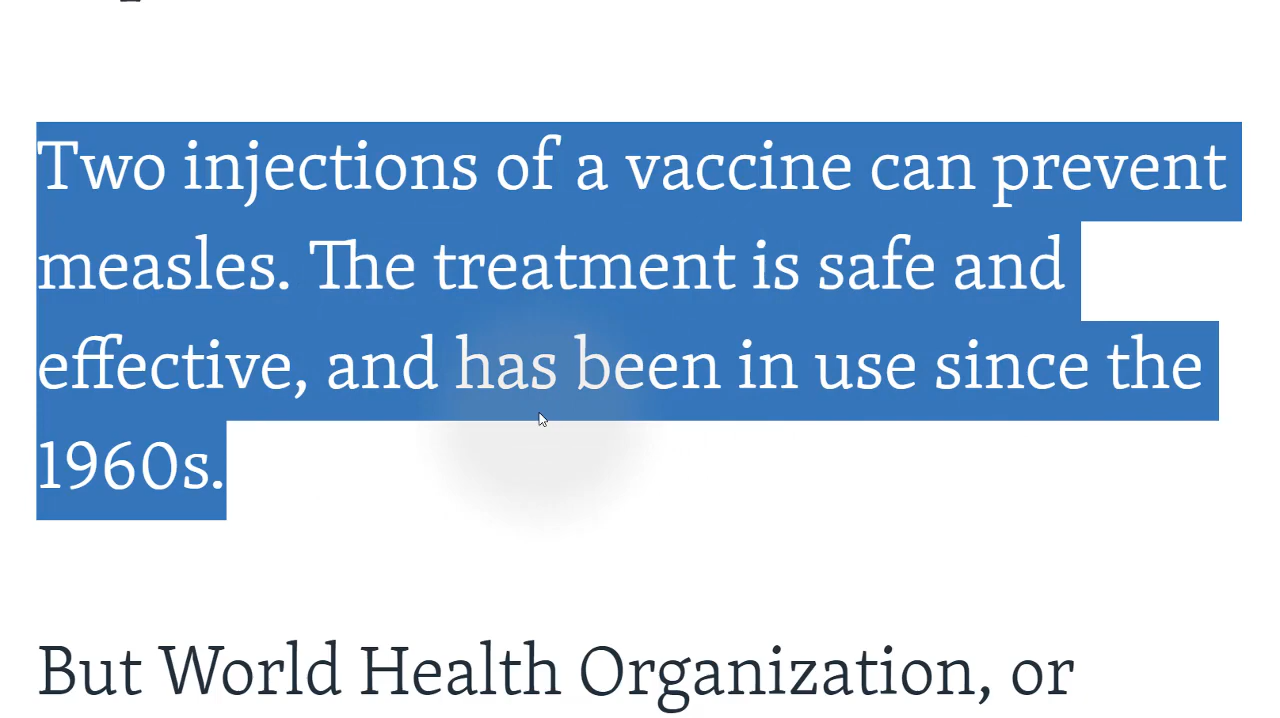 Two injections of a vaccine can prevent
measles. The treatment is safe and
effective, and has been in use since the
1960s.
But World Health Organization, or